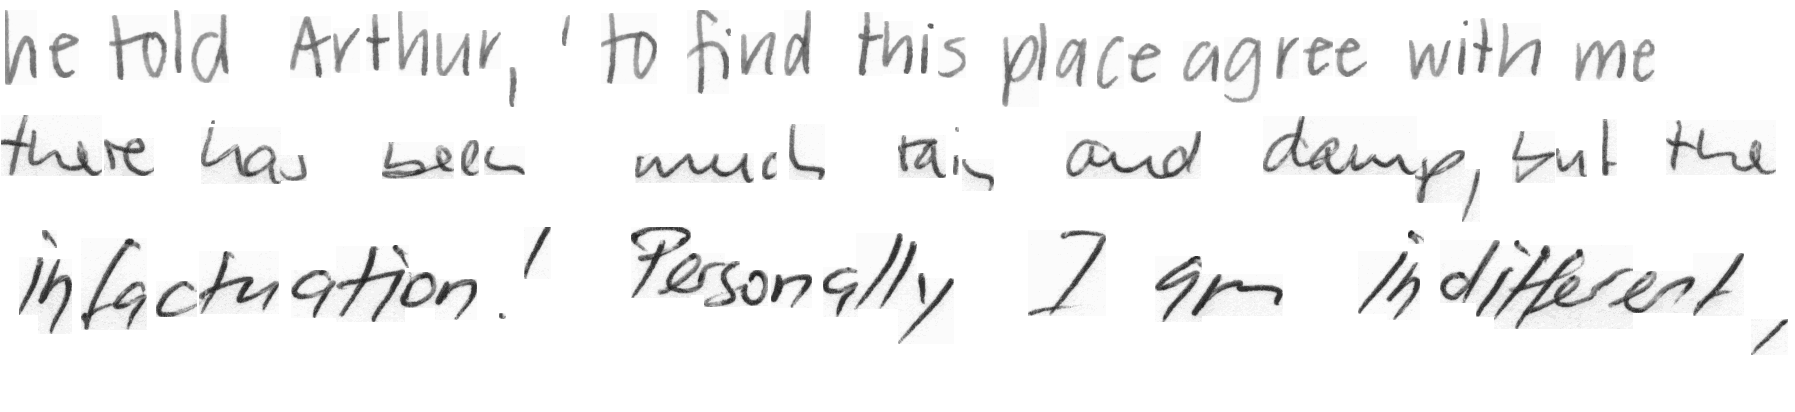 he told Arthur, ' to find this place agree with me
there has been much rain and damp, but the
infactuation.' Personally I am indifferent,